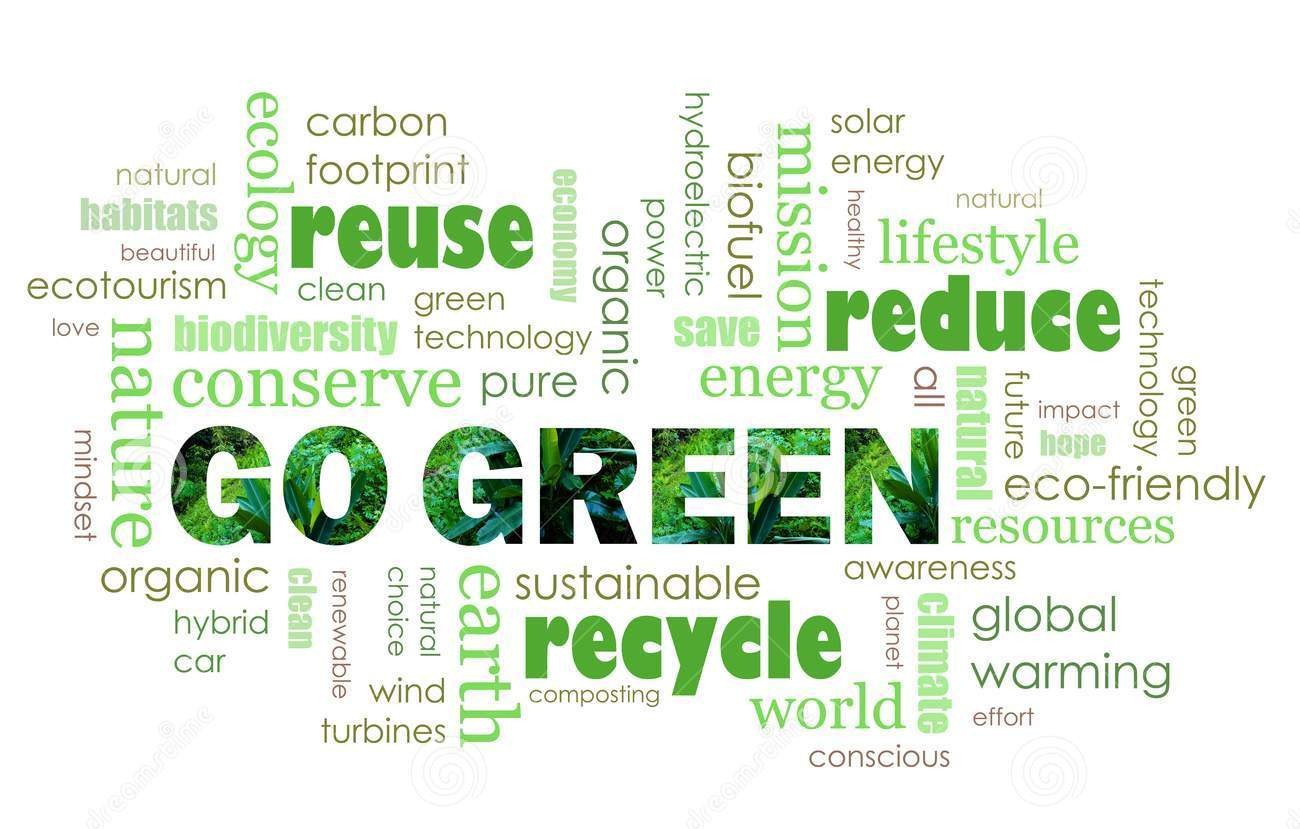 ecology
carbon
footprint
natural
habitats
beautiful
ecotourism
love
reuse
clean
green
technology
economy
organic
power
hydroelectric
biofuel
mission
solar
energy
healthy
natural
lifestyle
reduce
technology
green
nature
biodiversity
conserve
pure
save
energy
all
natural
future
impact
hope
eco-friendly
mindset
GO GREEN
resources
organic
hybrid
car
clean
renewable
choice
natural
wind
turbines
earth
sustainable
recycle
composting
awareness
planet
climate
global
warming
world
effort
conscious
dreamstime